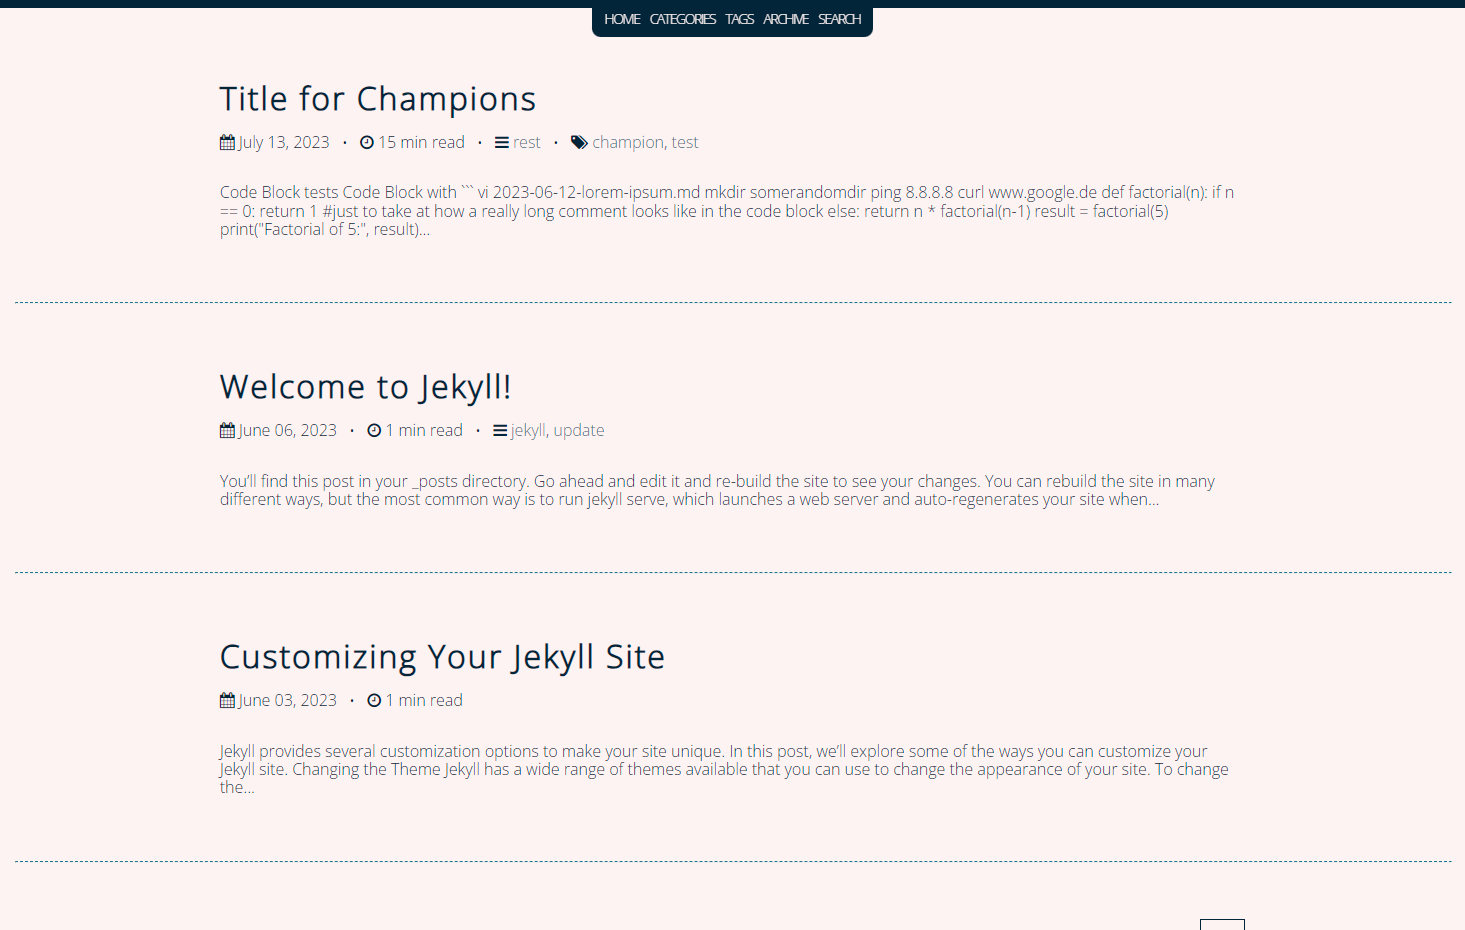 HOME CATEGORIES TAGS ARCHIVE SEARCH
Title for Champions
July 13, 2023 • 15 min read • rest • champion, test
Code Block tests Code Block with ``` vi 2023-06-12-lorem-ipsum.md mkdir somerandomdir ping 8.8.8.8 curl www.google.de def factorial(n): if n
== 0: return 1 #just to take at how a really long comment looks like in the code block else: return n * factorial(n-1) result = factorial(5)
print("Factorial of 5:", result)...
Welcome to Jekyll!
June 06, 2023 • 1 min read • jekyll, update
You’ll find this post in your _posts directory. Go ahead and edit it and re-build the site to see your changes. You can rebuild the site in many
different ways, but the most common way is to run jekyll serve, which launches a web server and auto-regenerates your site when...
Customizing Your Jekyll Site
June 03, 2023 • 1 min read
Jekyll provides several customization options to make your site unique. In this post, we’ll explore some of the ways you can customize your
Jekyll site. Changing the Theme Jekyll has a wide range of themes available that you can use to change the appearance of your site. To change
the...